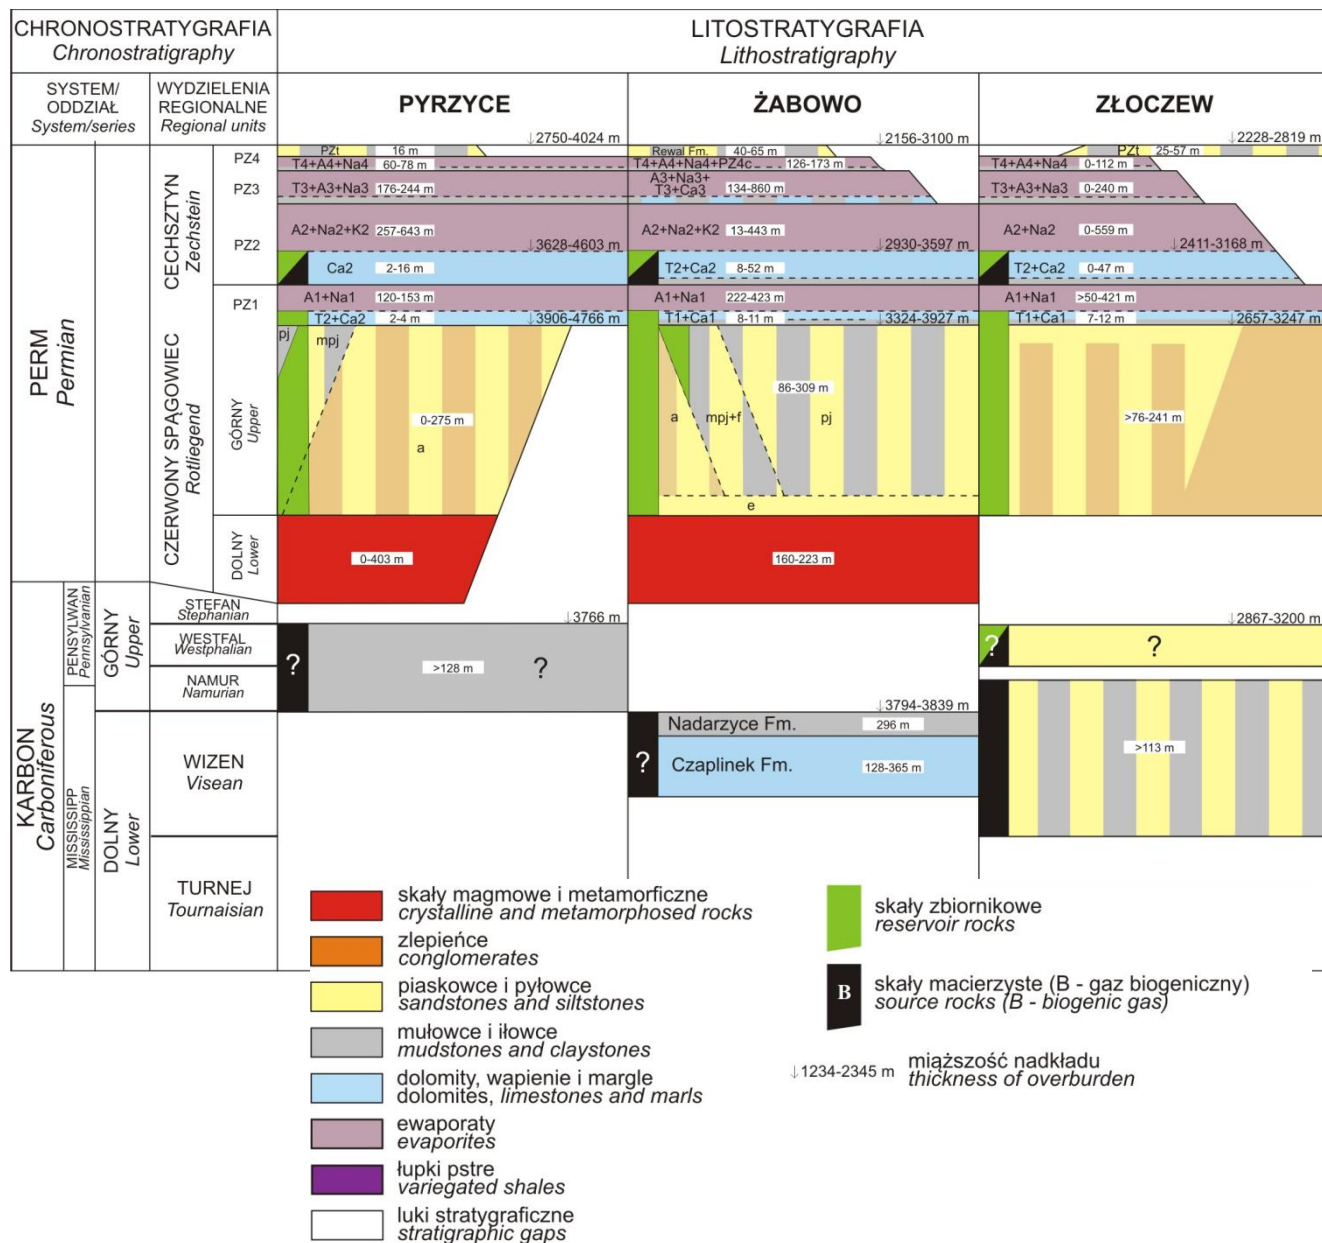 CHRONOSTRATYGRAFIA
Chronostratigraphy
LITOSTRATYGRAFIA
Lithostratigraphy
SYSTEM/
ODDZIAŁ
System/series
WYDZIELENIA
REGIONALNE
Regional units
PYRZYCE
ŻABOWO
ZŁOCZEW
PERM
Permian
CECHSZTYN
Zechstein
PZ4
PZ3
PZ2
PZ1
CZERWONY SPĄGOWIEC
Rotliegend
GÓRNY
Upper
DOLNY
Lower
KARBON
Carboniferous
PENSYLWAN
Pennsylvanian
MISSISSIPP
Mississippian
GÓRNY
Upper
DOLNY
Lower
STEFAN
Stephanian
WESTFAL
Westphalian
NAMUR
Namurian
WIZEN
Visean
TURNEJ
Tournaisian
↓2750-4024 m
PZt 16 m
T4+A4+Na4 60-78 m
T3+A3+Na3 176-244 m
A2+Na2+K2 257-643 m
↓3628-4603 m
Ca2 2-16 m
A1+Na1 120-153 m
T2+Ca2 2-4 m ↓3906-4766 m
pj
mpj
0-275 m
a
0-403 m
↓3766 m
? >128 m ?
↓2156-3100 m
Rewal Fm. 40-65 m
T4+A4+Na4+PZ4c 126-173 m
A3+Na3+
T3+Ca3 134-860 m
A2+Na2+K2 13-443 m
↓2930-3597 m
T2+Ca2 8-52 m
A1+Na1 222-423 m
T1+Ca1 8-11 m ↓3324-3927 m
86-309 m
a mpj+f pj
e
160-223 m
↓3794-3839 m
Nadarzyce Fm. 296 m
?
Czaplinek Fm. 128-365 m
↓2228-2819 m
PZt 25-57 m
T4+A4+Na4 0-112 m
T3+A3+Na3 0-240 m
A2+Na2 0-559 m
↓2411-3168 m
T2+Ca2 0-47 m
A1+Na1 >50-421 m
T1+Ca1 7-12 m ↓2657-3247 m
>76-241 m
↓2867-3200 m
? ?
>113 m
skały magmowe i metamorficzne
crystalline and metamorphosed rocks
zlepieńce
conglomerates
piaskowce i pyłowce
sandstones and siltstones
mułowce i iłowce
mudstones and claystones
dolomity, wapienie i margle
dolomites, limestones and marls
ewaporaty
evaporites
łupki pstre
variegated shales
luki stratygraficzne
stratigraphic gaps
skały zbiornikowe
reservoir rocks
B
skały macierzyste (B - gaz biogeniczny)
source rocks (B - biogenic gas)
↓1234-2345 m
miąższość nadkładu
thickness of overburden